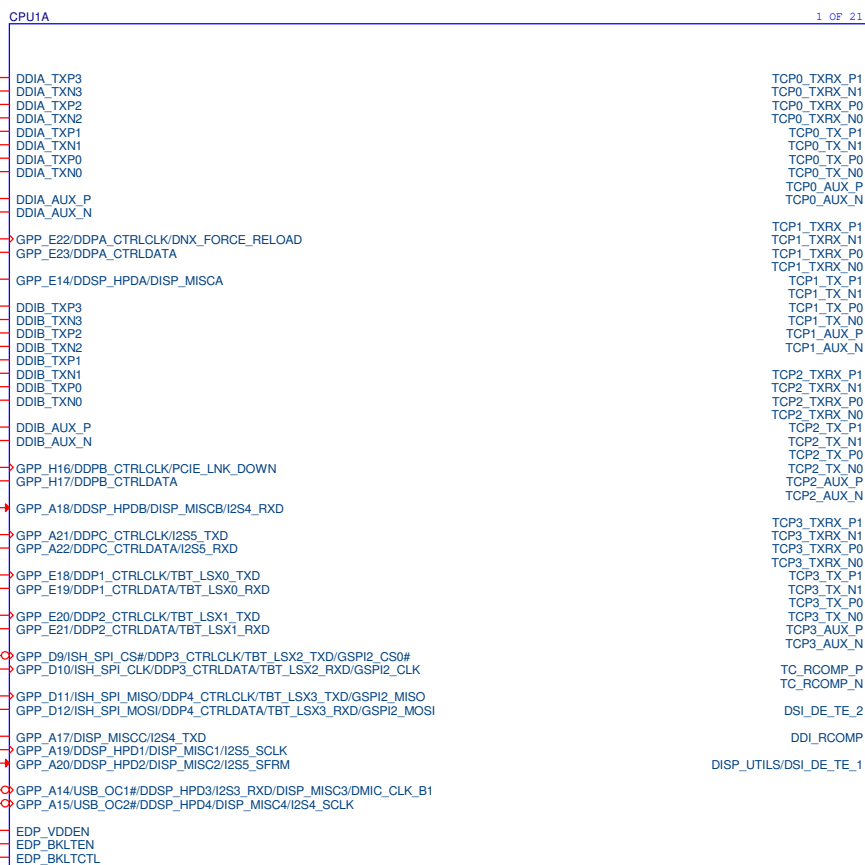 CPU1A
1 OF 21
DDIA_TXP3
DDIA_TXN3
DDIA_TXP2
DDIA_TXN2
DDIA_TXP1
DDIA_TXN1
DDIA_TXP0
DDIA_TXN0
DDIA_AUX_P
DDIA_AUX_N
GPP_E22/DDPA_CTRLCLK/DNX_FORCE_RELOAD
GPP_E23/DDPA_CTRLDATA
GPP_E14/DDSP_HPDA/DISP_MISCA
DDIB_TXP3
DDIB_TXN3
DDIB_TXP2
DDIB_TXN2
DDIB_TXP1
DDIB_TXN1
DDIB_TXP0
DDIB_TXN0
DDIB_AUX_P
DDIB_AUX_N
GPP_H16/DDPB_CTRLCLK/PCIE_LNK_DOWN
GPP_H17/DDPB_CTRLDATA
GPP_A18/DDSP_HPDB/DISP_MISCB/I2S4_RXD
GPP_A21/DDPC_CTRLCLK/I2S5_TXD
GPP_A22/DDPC_CTRLDATA/I2S5_RXD
GPP_E18/DDP1_CTRLCLK/TBT_LSX0_TXD
GPP_E19/DDP1_CTRLDATA/TBT_LSX0_RXD
GPP_E20/DDP2_CTRLCLK/TBT_LSX1_TXD
GPP_E21/DDP2_CTRLDATA/TBT_LSX1_RXD
GPP_D9/ISH_SPI_CS#/DDP3_CTRLCLK/TBT_LSX2_TXD/GSPI2_CS0#
GPP_D10/ISH_SPI_CLK/DDP3_CTRLDATA/TBT_LSX2_RXD/GSPI2_CLK
GPP_D11/ISH_SPI_MISO/DDP4_CTRLCLK/TBT_LSX3_TXD/GSPI2_MISO
GPP_D12/ISH_SPI_MOSI/DDP4_CTRLDATA/TBT_LSX3_RXD/GSPI2_MOSI
GPP_A17/DISP_MISCC/I2S4_TXD
GPP_A19/DDSP_HPD1/DISP_MISC1/I2S5_SCLK
GPP_A20/DDSP_HPD2/DISP_MISC2/I2S5_SFRM
GPP_A14/USB_OC1#/DDSP_HPD3/I2S3_RXD/DISP_MISC3/DMIC_CLK_B1
GPP_A15/USB_OC2#/DDSP_HPD4/DISP_MISC4/I2S4_SCLK
EDP_VDDEN
EDP_BKLTEN
EDP_BKLTCTL
TCP0_TXRX_P1
TCP0_TXRX_N1
TCP0_TXRX_P0
TCP0_TXRX_N0
TCP0_TX_P1
TCP0_TX_N1
TCP0_TX_P0
TCP0_TX_N0
TCP0_AUX_P
TCP0_AUX_N
TCP1_TXRX_P1
TCP1_TXRX_N1
TCP1_TXRX_P0
TCP1_TXRX_N0
TCP1_TX_P1
TCP1_TX_N1
TCP1_TX_P0
TCP1_TX_N0
TCP1_AUX_P
TCP1_AUX_N
TCP2_TXRX_P1
TCP2_TXRX_N1
TCP2_TXRX_P0
TCP2_TXRX_N0
TCP2_TX_P1
TCP2_TX_N1
TCP2_TX_P0
TCP2_TX_N0
TCP2_AUX_P
TCP2_AUX_N
TCP3_TXRX_P1
TCP3_TXRX_N1
TCP3_TXRX_P0
TCP3_TXRX_N0
TCP3_TX_P1
TCP3_TX_N1
TCP3_TX_P0
TCP3_TX_N0
TCP3_AUX_P
TCP3_AUX_N
TC_RCOMP_P
TC_RCOMP_N
DSI_DE_TE_2
DDI_RCOMP
DISP_UTILS/DSI_DE_TE_1